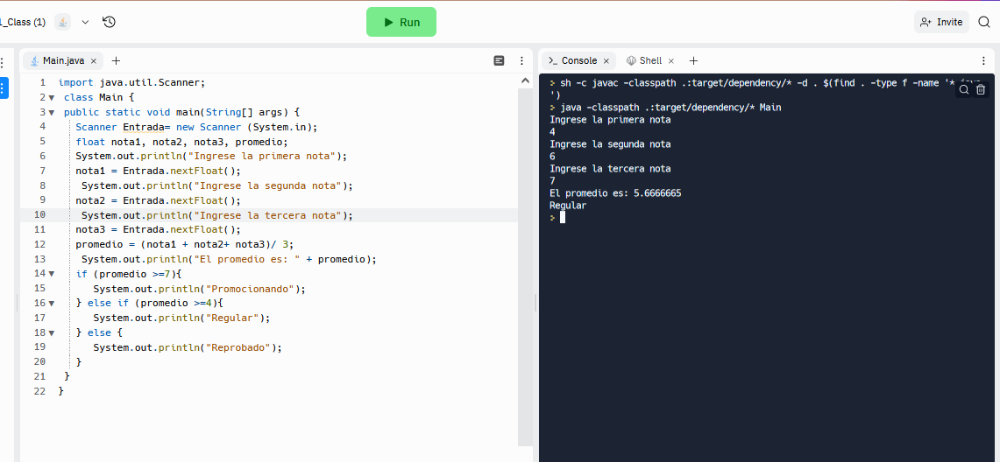 l_Class (1)
Run
Invite
Main.java × +
1 import java.util.Scanner;
2 class Main {
3 public static void main(String[] args) {
4 Scanner Entrada= new Scanner (System.in);
5 float nota1, nota2, nota3, promedio;
6 System.out.println("Ingrese la primera nota");
7 nota1 = Entrada.nextFloat();
8 System.out.println("Ingrese la segunda nota");
9 nota2 = Entrada.nextFloat();
10 System.out.println("Ingrese la tercera nota");
11 nota3 = Entrada.nextFloat();
12 promedio = (nota1 + nota2+ nota3)/ 3;
13 System.out.println("El promedio es: " + promedio);
14 if (promedio >=7){
15 System.out.println("Promocionando");
16 } else if (promedio >=4){
17 System.out.println("Regular");
18 } else {
19 System.out.println("Reprobado");
20 }
21 }
22 }
Console × Shell × +
sh -c javac -classpath .:target/dependency/* -d . $(find . -type f -name '*.java
')
java -classpath .:target/dependency/* Main
Ingrese la primera nota
4
Ingrese la segunda nota
6
Ingrese la tercera nota
7
El promedio es: 5.6666665
Regular